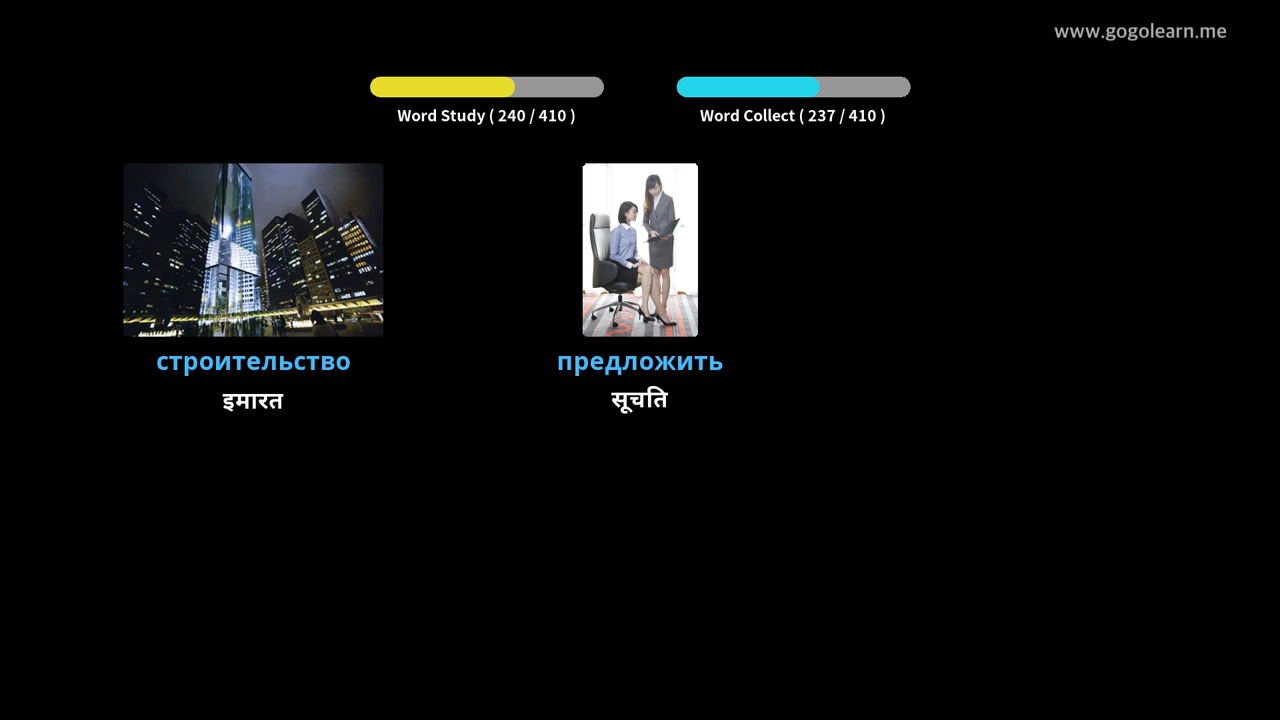 www.gogolearn.me
Word Study ( 240 / 410 )
Word Collect ( 237 / 410 )
строительство
предложить
इमारत
सूचति